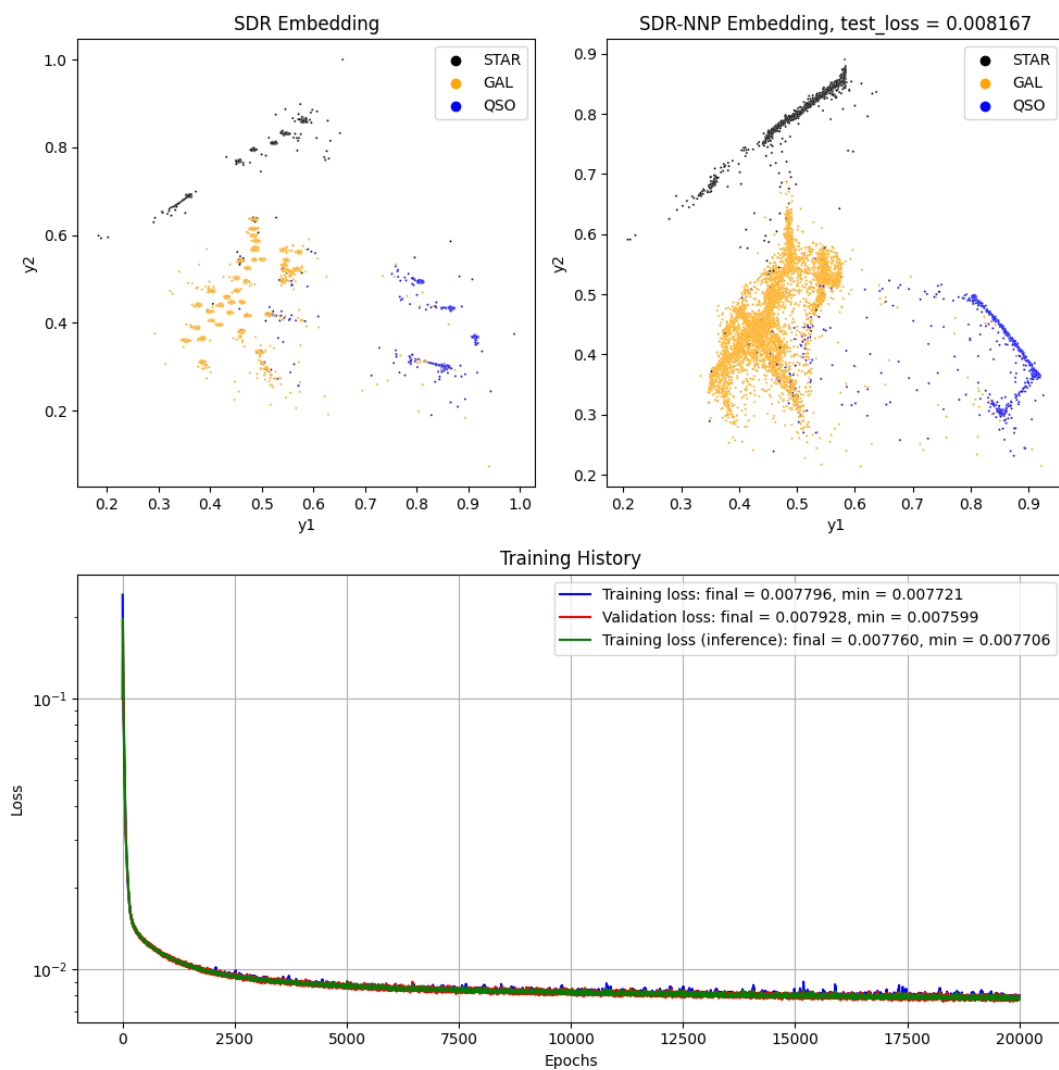 SDR Embedding
1.0
0.8
0.6
0.4
0.2
y2
0.2 0.3 0.4 0.5 0.6 0.7 0.8 0.9 1.0
y1
STAR
GAL
QSO
SDR-NNP Embedding, test_loss = 0.008167
0.9
0.8
0.7
0.6
0.5
0.4
0.3
0.2
y2
0.2 0.3 0.4 0.5 0.6 0.7 0.8 0.9
y1
STAR
GAL
QSO
Training History
Training loss: final = 0.007796, min = 0.007721
Validation loss: final = 0.007928, min = 0.007599
Training loss (inference): final = 0.007760, min = 0.007706
10⁻¹
10⁻²
Loss
0 2500 5000 7500 10000 12500 15000 17500 20000
Epochs